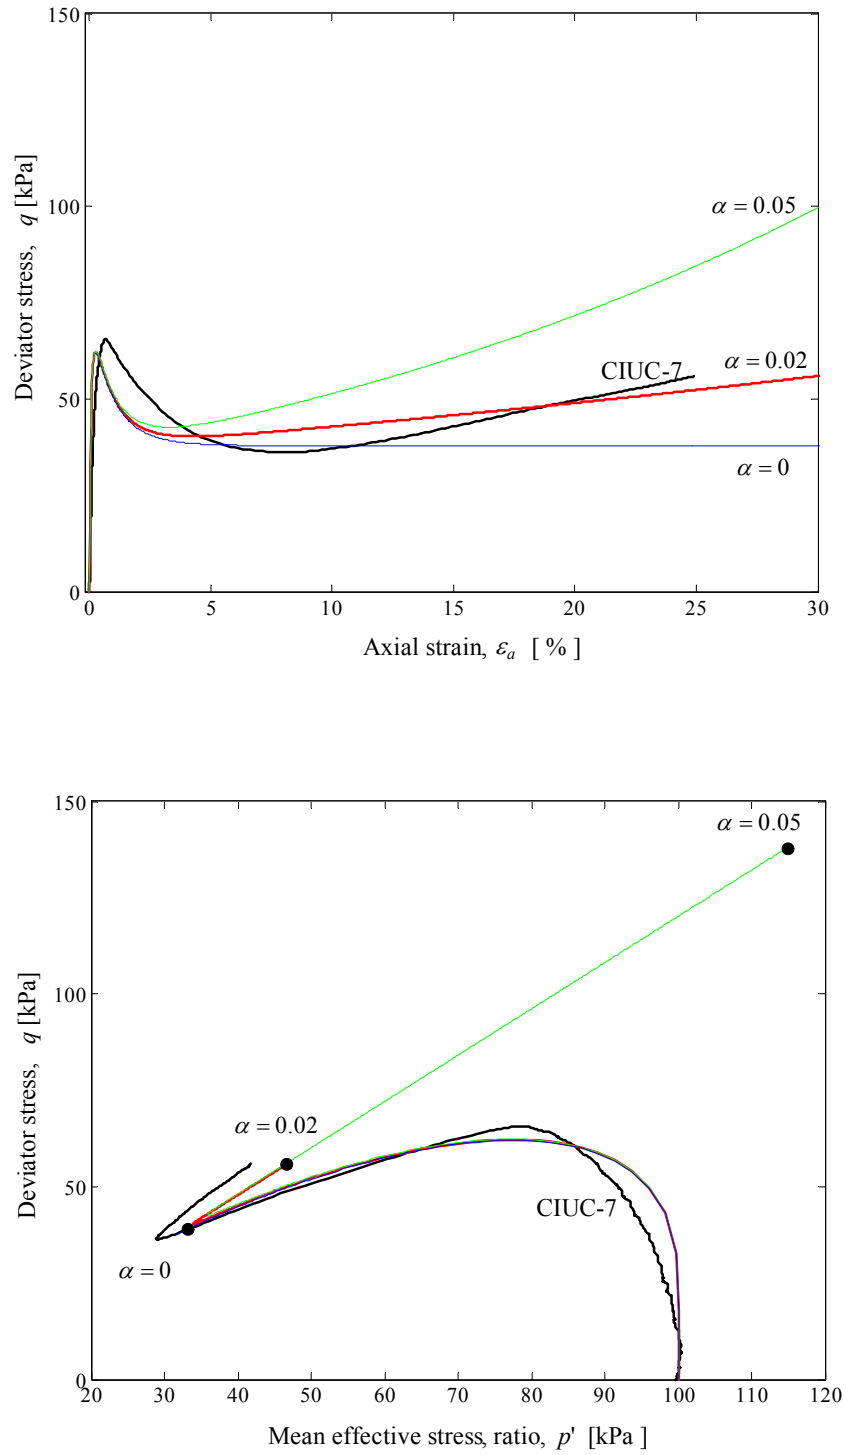 150
100
50
0
Deviator stress, q [kPa]
α = 0.05
CIUC-7
α = 0.02
α = 0
0 5 10 15 20 25 30
Axial strain, εa [ % ]
150
100
50
0
Deviator stress, q [kPa]
α = 0.05
α = 0.02
CIUC-7
α = 0
20 30 40 50 60 70 80 90 100 110 120
Mean effective stress, ratio, p' [kPa ]